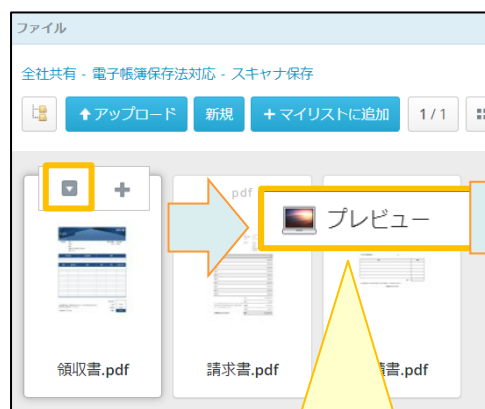 ファイル
全社共有 - 電子帳簿保存法対応 - スキャナ保存
アップロード 新規 + マイリストに追加 1 / 1
pdf
プレビュー
領収書.pdf 請求書.pdf 書.pdf